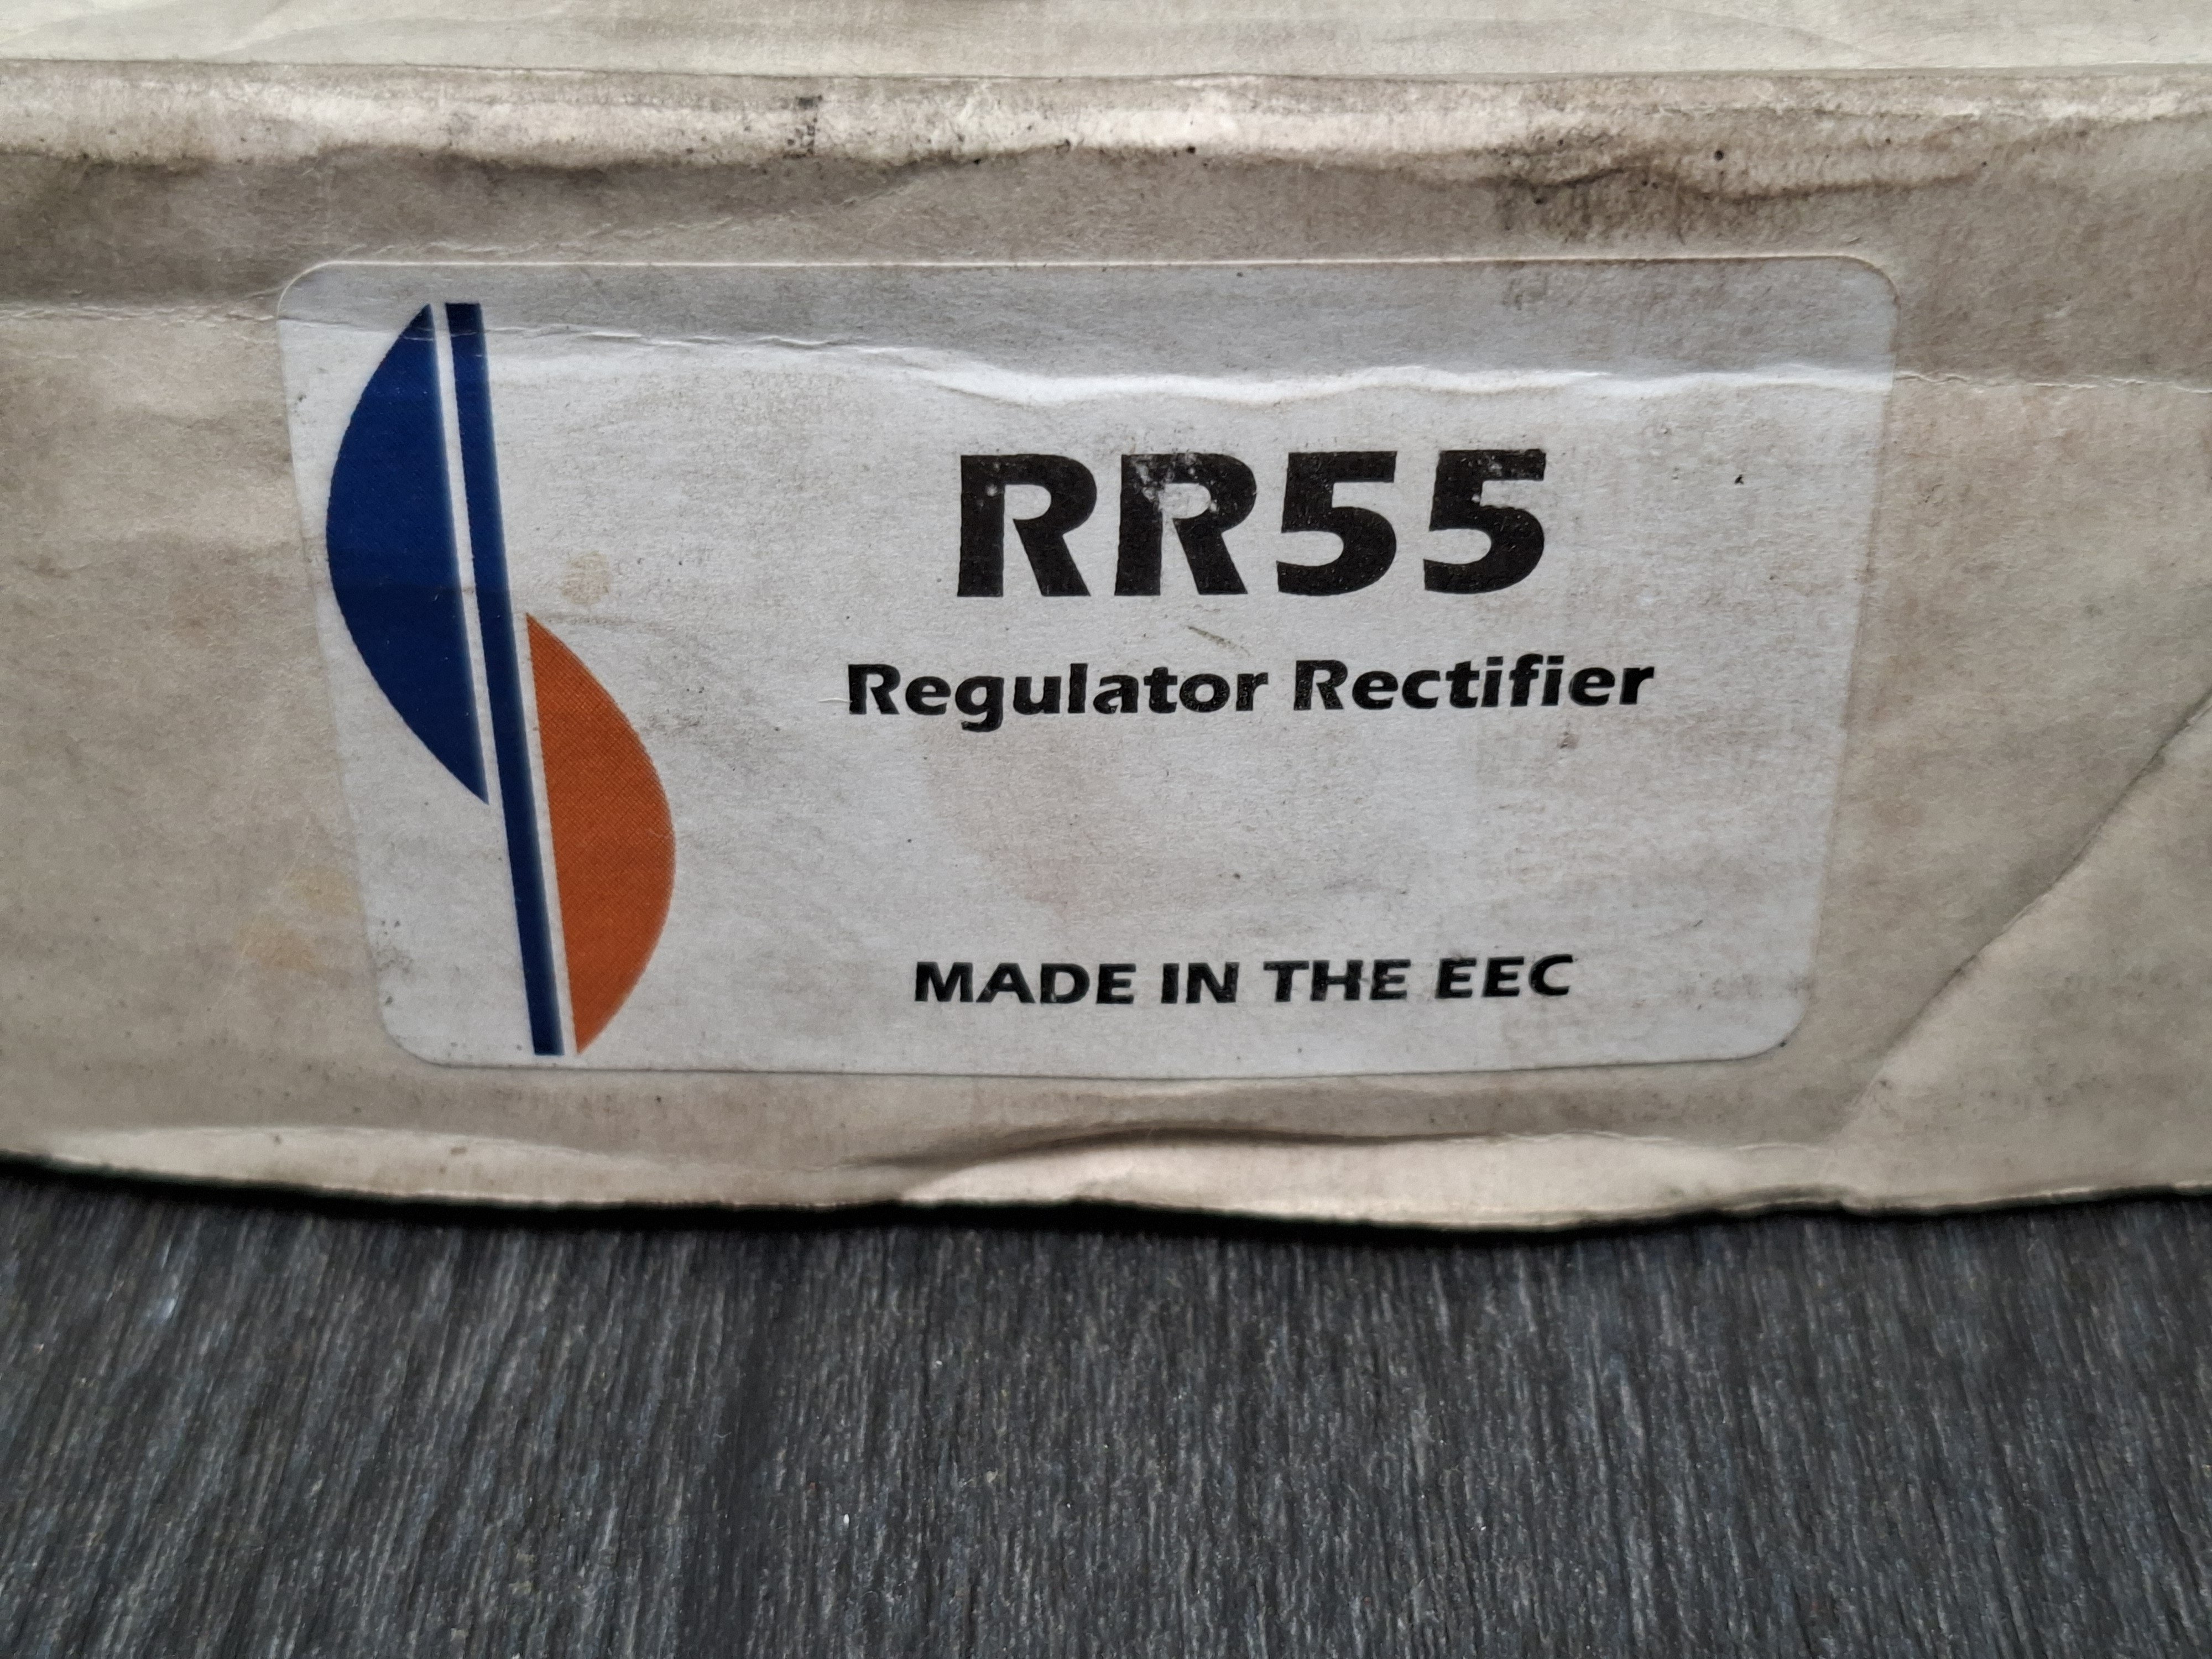 RR55
Regulator Rectifier
MADE IN THE EEC